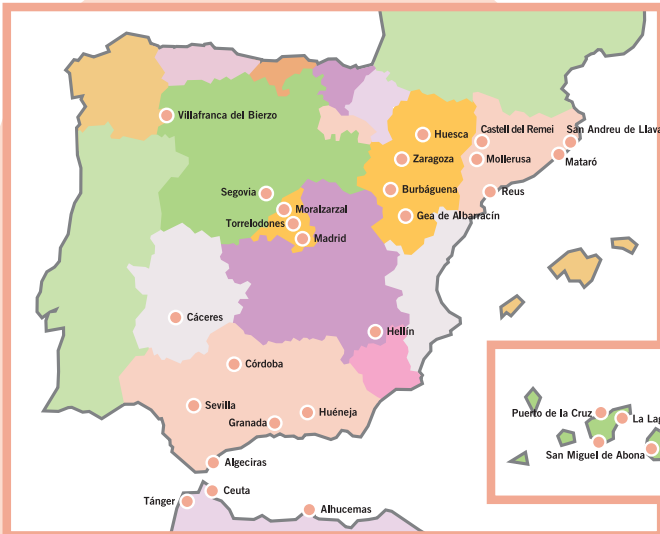 Villafranca del Bierzo
Huesca
Castell del Remei
San Andreu de Llava
Zaragoza
Mollerusa
Mataró
Segovia
Burbáguena
Reus
Moralzarzal
Gea de Albarracín
Torrelodones
Madrid
Cáceres
Hellín
Córdoba
Sevilla
Huéneja
Granada
Puerto de la Cruz
La Lag
San Miguel de Abona
Algeciras
Ceuta
Tánger
Alhucemas